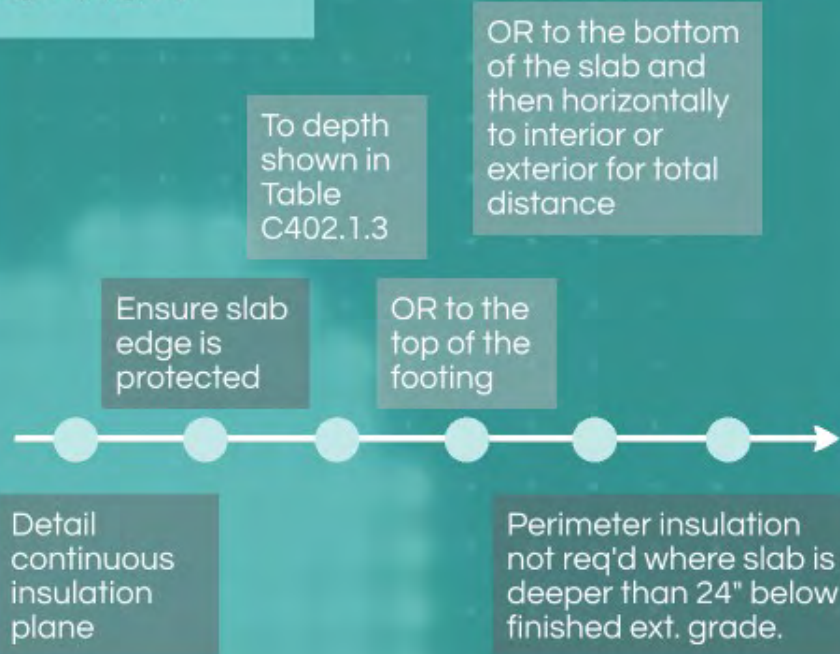 Detail
continuous
insulation
plane
Ensure slab
edge is
protected
To depth
shown in
Table
C402.1.3
OR to the
top of the
footing
OR to the bottom
of the slab and
then horizontally
to interior or
exterior for total
distance
Perimeter insulation
not req'd where slab is
deeper than 24" below
finished ext. grade.